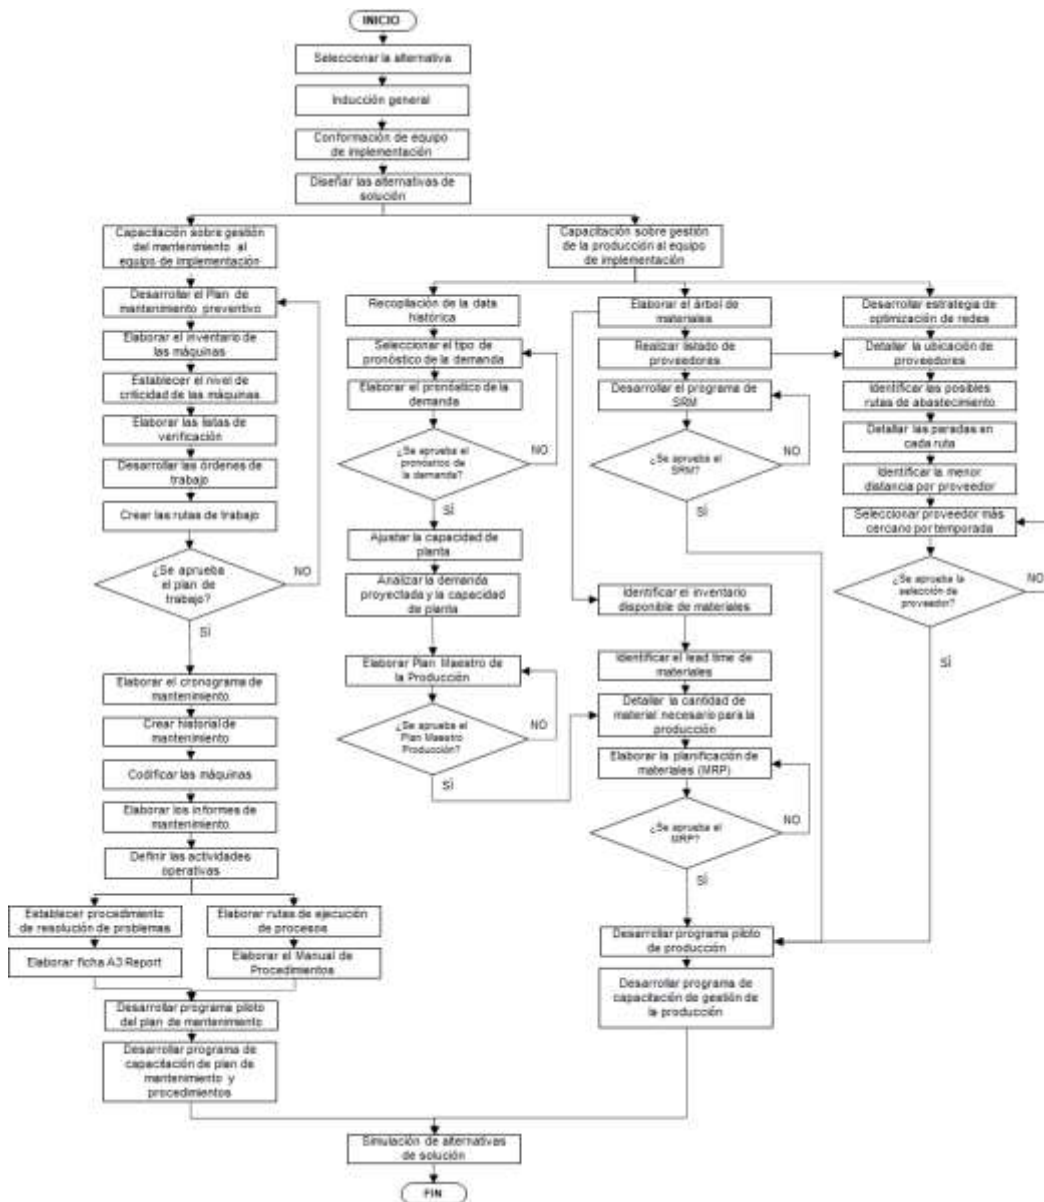 INICIO
Seleccionar la alternativa
Inducción general
Conformación de equipo
de implementación
Diseñar las alternativas de
solución
Capacitación sobre gestión
del mantenimiento al
equipo de implementación
Desarrollar el Plan de
mantenimiento preventivo
Elaborar el inventario de
las máquinas
Establecer el nivel de
criticidad de las máquinas
Elaborar las listas de
verificación
Desarrollar las órdenes de
trabajo
Crear las rutas de trabajo
¿Se aprueba
el plan de
trabajo?
NO
SÍ
Elaborar el cronograma de
mantenimiento
Crear historial de
mantenimiento
Codificar las máquinas
Elaborar los informes de
mantenimiento
Definir las actividades
operativas
Establecer procedimiento
de resolución de problemas
Elaborar ficha A3 Report
Elaborar rutas de ejecución
de procesos
Elaborar el Manual de
Procedimientos
Desarrollar programa piloto
del plan de mantenimiento
Desarrollar programa de
capacitación de plan de
mantenimiento y
procedimientos
Capacitación sobre gestión
de la producción al equipo
de implementación
Recopilación de la data
histórica
Seleccionar el tipo de
pronóstico de la demanda
Elaborar el pronóstico de la
demanda
¿Se aprueba el
pronóstico de
la demanda?
NO
SÍ
Ajustar la capacidad de
planta
Analizar la demanda
proyectada y la capacidad
de planta
Elaborar Plan Maestro de
la Producción
¿Se aprueba el
Plan Maestro
Producción?
NO
SÍ
Elaborar el árbol de
materiales
Realizar listado de
proveedores
Desarrollar el programa de
SRM
¿Se aprueba el
SRM?
NO
SÍ
Identificar el inventario
disponible de materiales
Identificar el lead time de
materiales
Detallar la cantidad de
material necesario para la
producción
Elaborar la planificación de
materiales (MRP)
¿Se aprueba el
MRP?
NO
SÍ
Desarrollar programa piloto
de producción
Desarrollar programa de
capacitación de gestión de
la producción
Desarrollar estrategia de
optimización de redes
Detallar la ubicación de
proveedores
Identificar las posibles
rutas de abastecimiento
Detallar las paradas en
cada ruta
Identificar la menor
distancia por proveedor
Seleccionar proveedor más
cercano por temporada
¿Se aprueba la
selección de
proveedor?
NO
SÍ
Simulación de alternativas
de solución
FIN